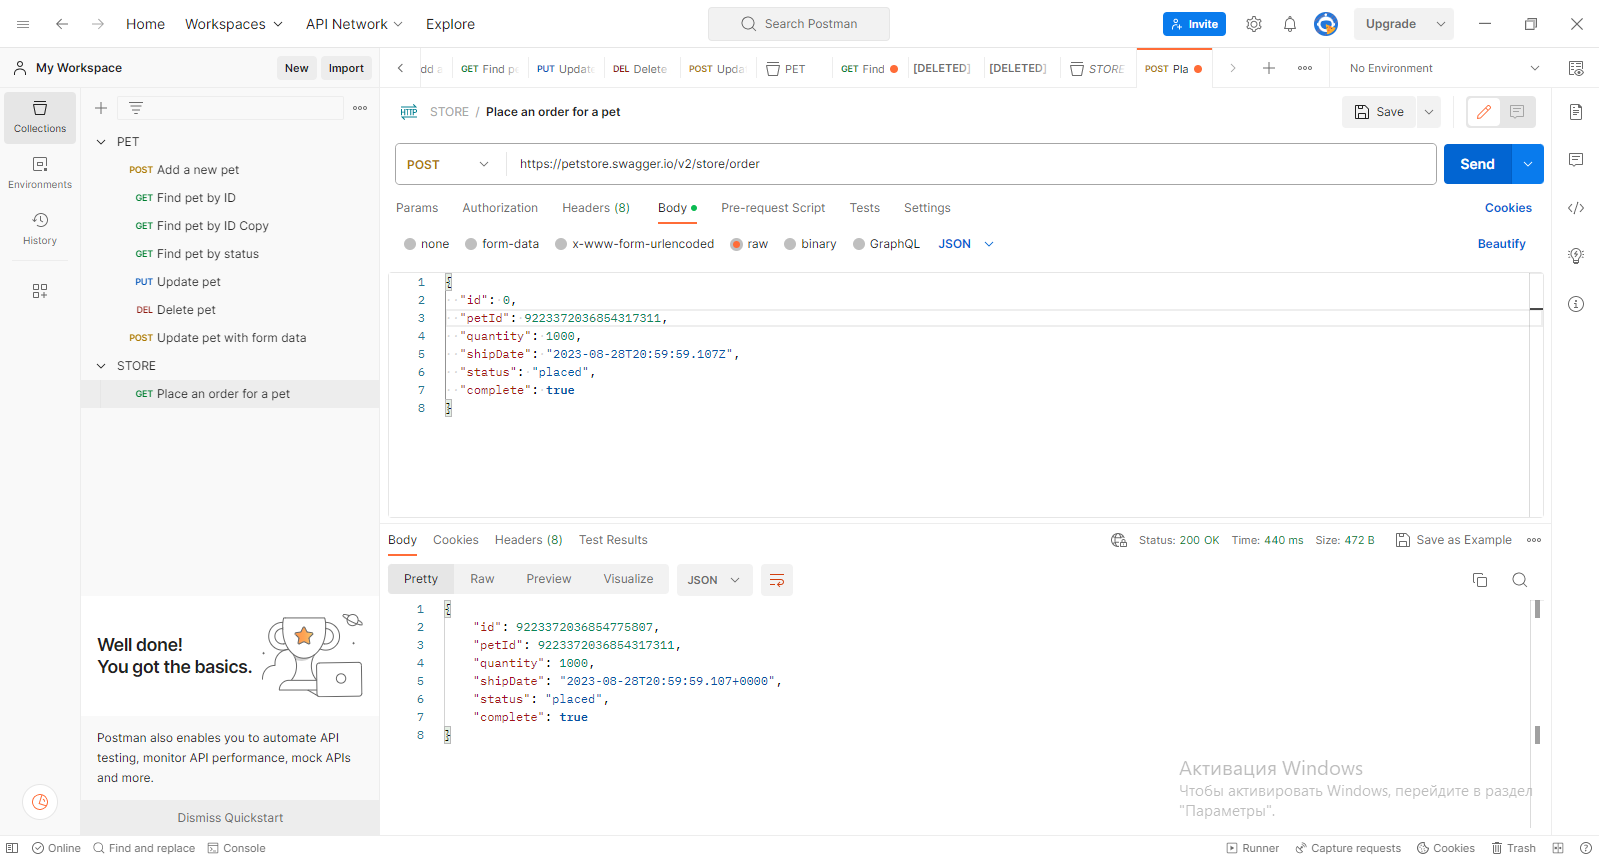 Home Workspaces API Network Explore Search Postman Invite Upgrade
My Workspace New Import
GET Find PUT Update DEL Delete POST Upda PET GET Find [DELETED] [DELETED] STORE POST Pla No Environment
Collections
Environments
History
PET
POST Add a new pet
GET Find pet by ID
GET Find pet by ID Copy
GET Find pet by status
PUT Update pet
DEL Delete pet
POST Update pet with form data
STORE
GET Place an order for a pet
Well done!
You got the basics.
Postman also enables you to automate API
testing, monitor API performance, mock APIs
and more.
Dismiss Quickstart
HTTP STORE / Place an order for a pet Save
POST https://petstore.swagger.io/v2/store/order Send
Params Authorization Headers (8) Body Pre-request Script Tests Settings Cookies
none form-data x-www-form-urlencoded raw binary GraphQL JSON Beautify
1 {
2 "id": 0,
3 "petId": 9223372036854317311,
4 "quantity": 1000,
5 "shipDate": "2023-08-28T20:59:59.107Z",
6 "status": "placed",
7 "complete": true
8 }
Body Cookies Headers (8) Test Results Status: 200 OK Time: 440 ms Size: 472 B Save as Example
Pretty Raw Preview Visualize JSON
1 {
2 "id": 9223372036854775807,
3 "petId": 9223372036854317311,
4 "quantity": 1000,
5 "shipDate": "2023-08-28T20:59:59.107+0000",
6 "status": "placed",
7 "complete": true
8 }
Активация Windows
Чтобы активировать Windows, перейдите в раздел
"Параметры".
Online Find and replace Console Runner Capture requests Cookies Trash